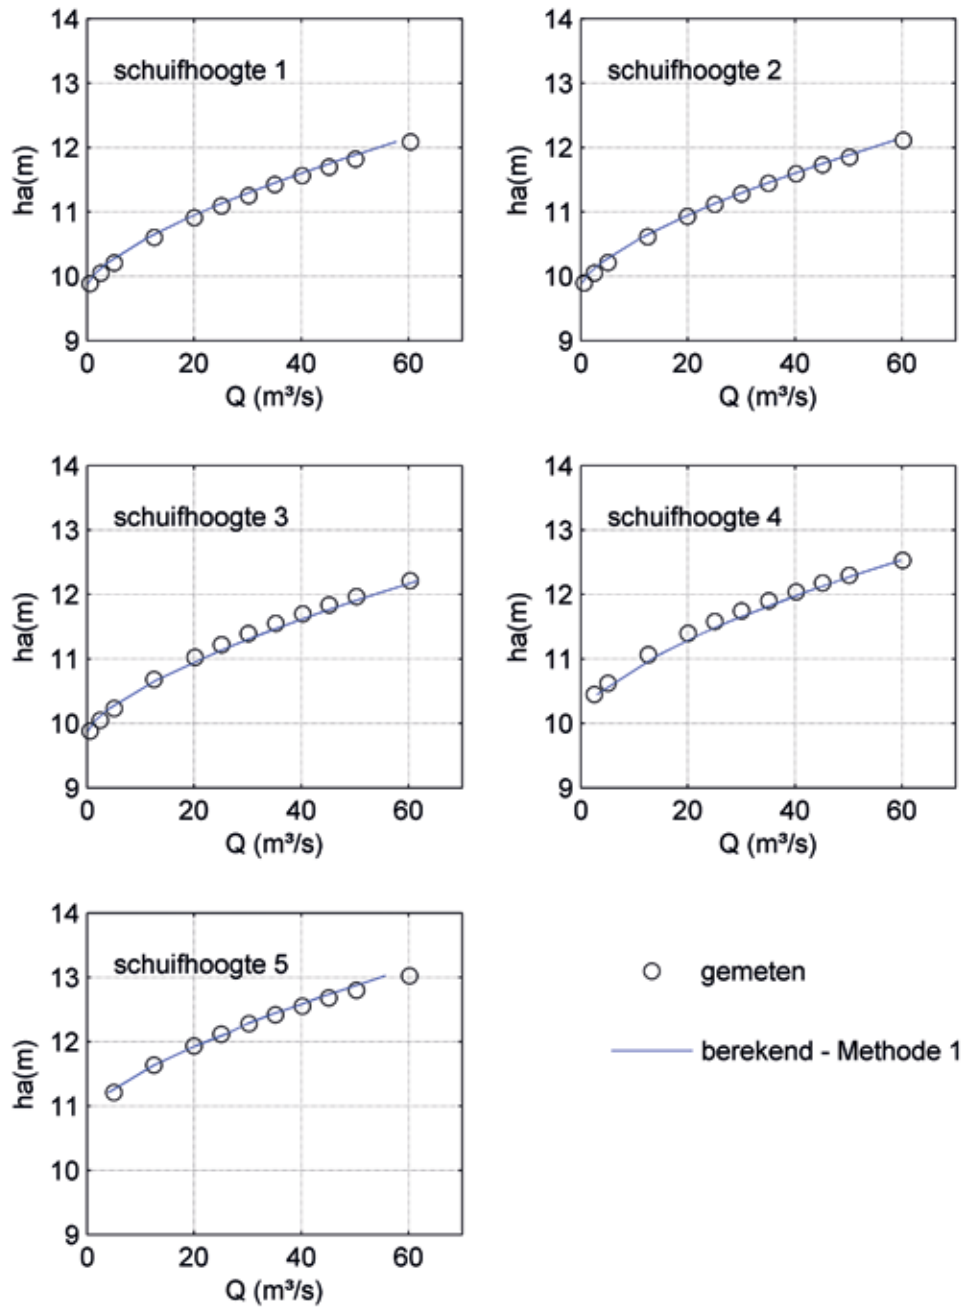 14
13
12
11
10
9
ha(m)
schuifhoogte 1
0
20
40
60
Q (m³/s)
14
13
12
11
10
9
ha(m)
schuifhoogte 2
0
20
40
60
Q (m³/s)
14
13
12
11
10
9
ha(m)
schuifhoogte 3
0
20
40
60
Q (m³/s)
14
13
12
11
10
9
ha(m)
schuifhoogte 4
0
20
40
60
Q (m³/s)
14
13
12
11
10
9
ha(m)
schuifhoogte 5
0
20
40
60
Q (m³/s)
gemeten
berekend - Methode 1